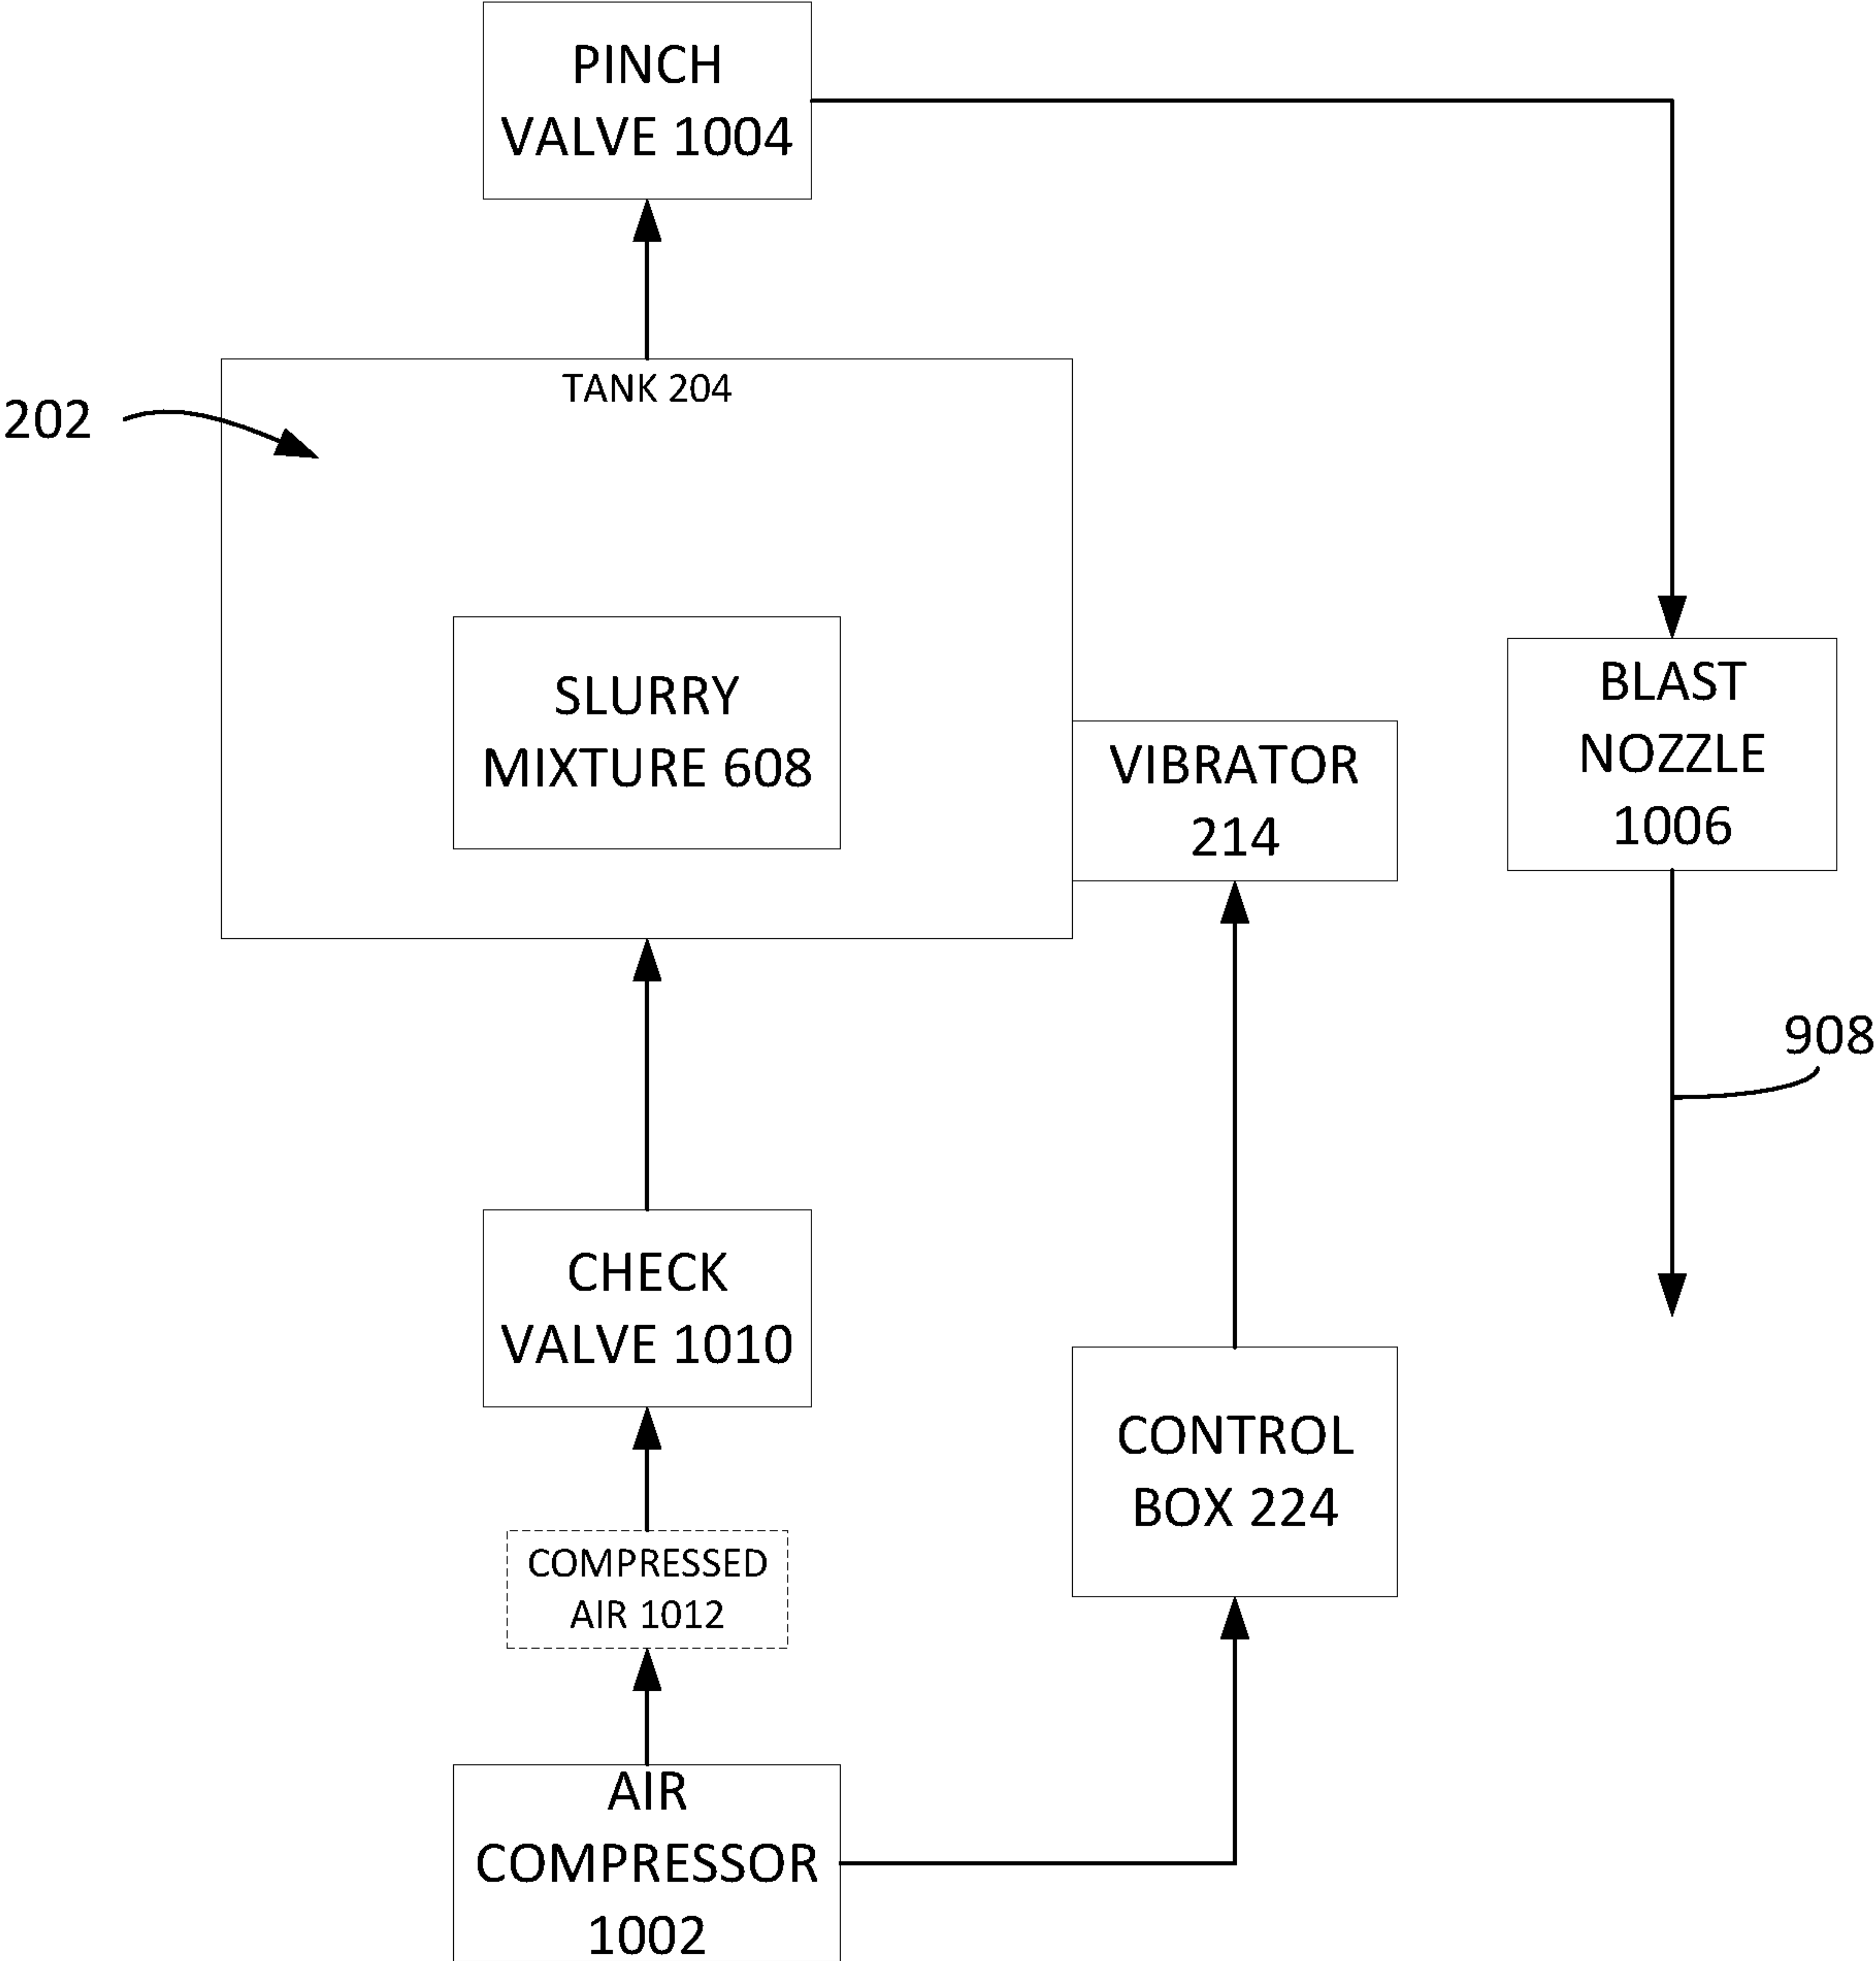 PINCH
VALVE 1004
TANK 204
202
SLURRY
MIXTURE 608
VIBRATOR
214
BLAST
NOZZLE
1006
908
CHECK
VALVE 1010
CONTROL
BOX 224
COMPRESSED
AIR 1012
AIR
COMPRESSOR
1002